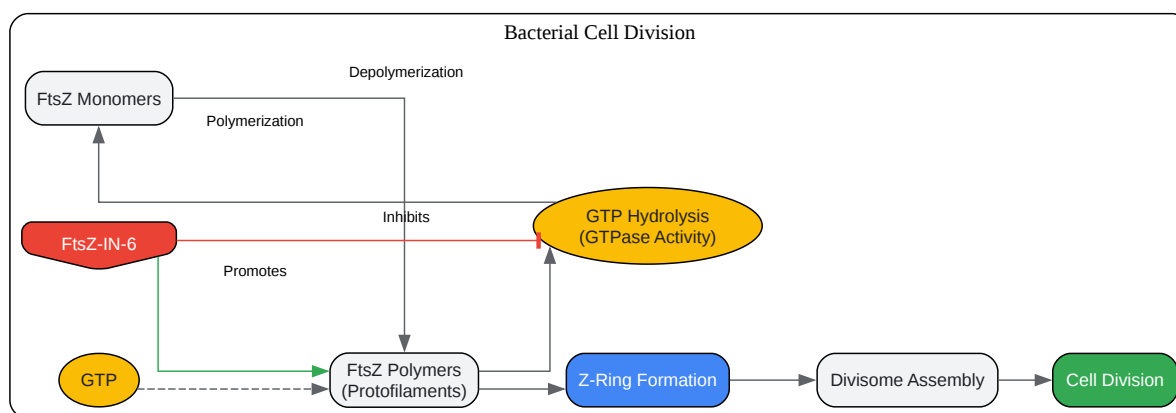 Bacterial Cell Division
Depolymerization
FtsZ Monomers
Polymerization
Inhibits
GTP Hydrolysis
(GTPase Activity)
FtsZ-IN-6
Promotes
GTP
FtsZ Polymers
(Protofilaments)
Z-Ring Formation
Divisome Assembly
Cell Division